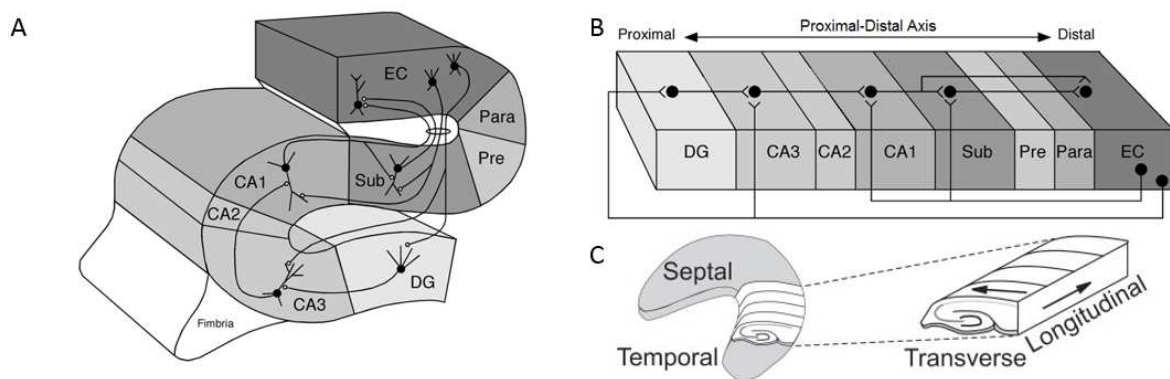 A
EC
Para
Pre
Sub
CA1
CA2
CA3
DG
Fimbria
B
Proximal-Distal Axis
Proximal
Distal
DG
CA3
CA2
CA1
Sub
Pre
Para
EC
C
Septal
Temporal
Transverse
Longitudinal